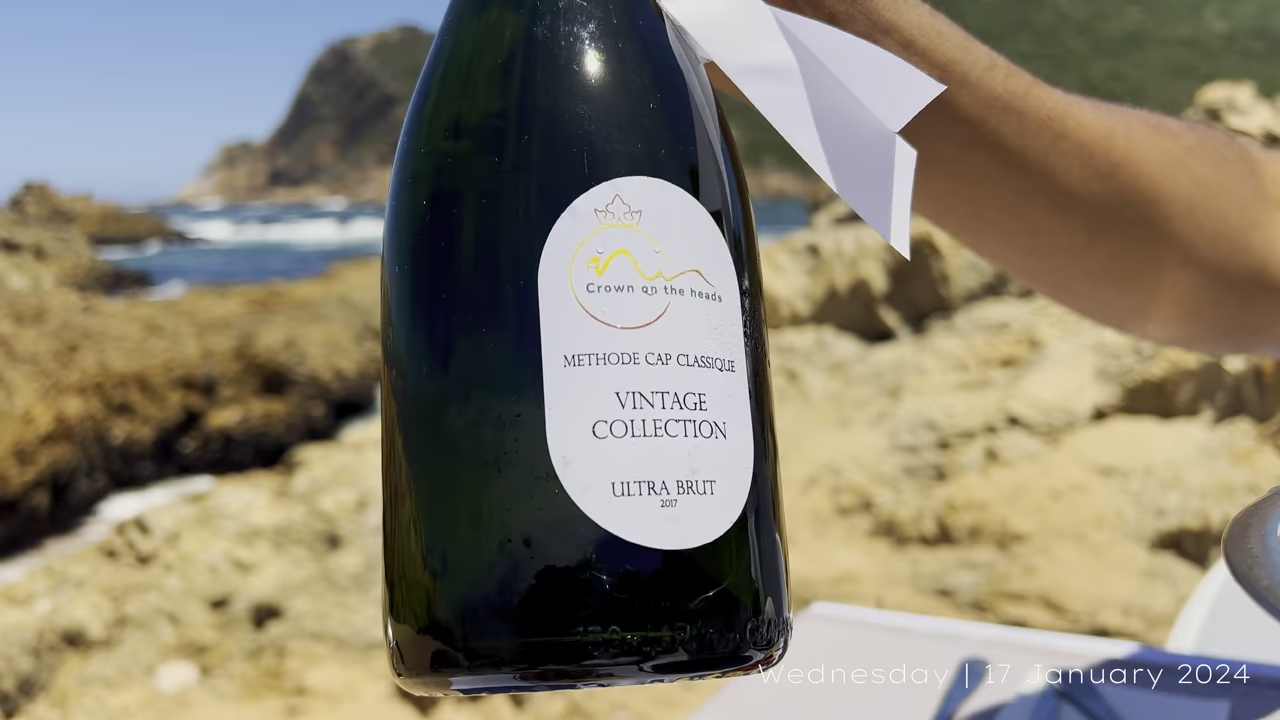 Crown on the heads
METHODE CAP CLASSIQUE
VINTAGE
COLLECTION
ULTRA BRUT
2017
Wednesday | 17 January 2024